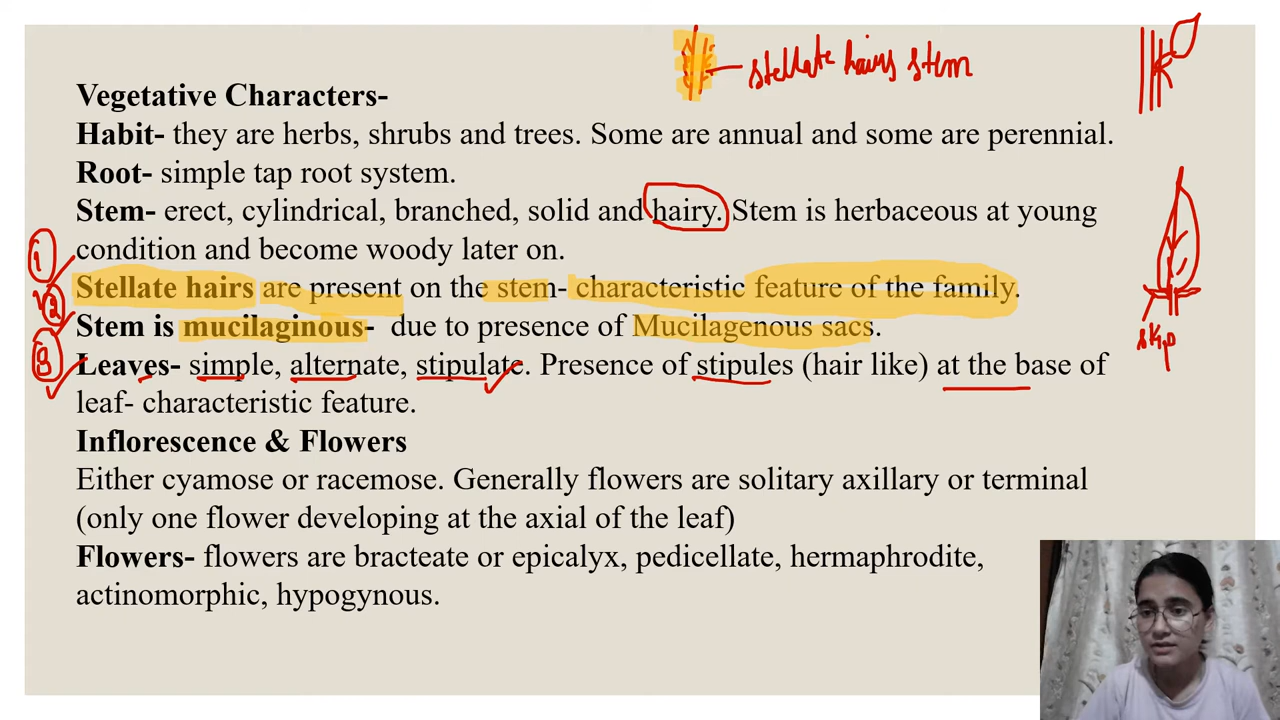 stellate hairs stem
Vegetative Characters-
Habit- they are herbs, shrubs and trees. Some are annual and some are perennial.
Root- simple tap root system.
Stem- erect, cylindrical, branched, solid and hairy. Stem is herbaceous at young
condition and become woody later on.
1
Stellate hairs are present on the stem- characteristic feature of the family.
2
Stem is mucilaginous- due to presence of Mucilagenous sacs.
3
Leaves- simple, alternate, stipulate. Presence of stipules (hair like) at the base of
leaf- characteristic feature.
Inflorescence & Flowers
Either cyamose or racemose. Generally flowers are solitary axillary or terminal
(only one flower developing at the axial of the leaf)
Flowers- flowers are bracteate or epicalyx, pedicellate, hermaphrodite,
actinomorphic, hypogynous.